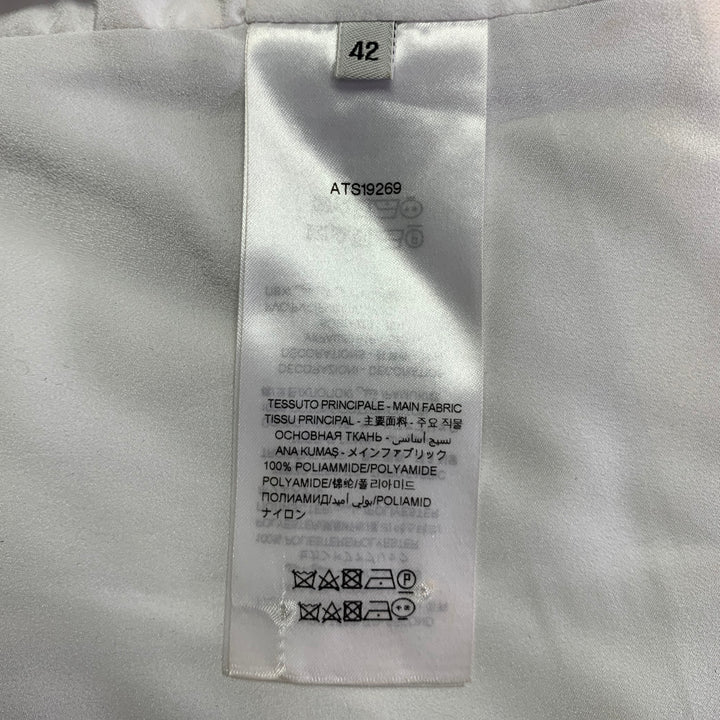 42
ATS19269
TESSUTO PRINCIPALE - MAIN FABRIC
TISSU PRINCIPAL - 主要面料 - 주요 직물
ОСНОВНАЯ ТКАНЬ - نسيج أساسي
ANA KUMAŞ - メインファブリック
100% POLIAMMIDE/POLYAMIDE
POLYAMIDE/锦纶/폴리아미드
ПОЛИАМИД/بولي أميد/POLIAMID
ナイロン